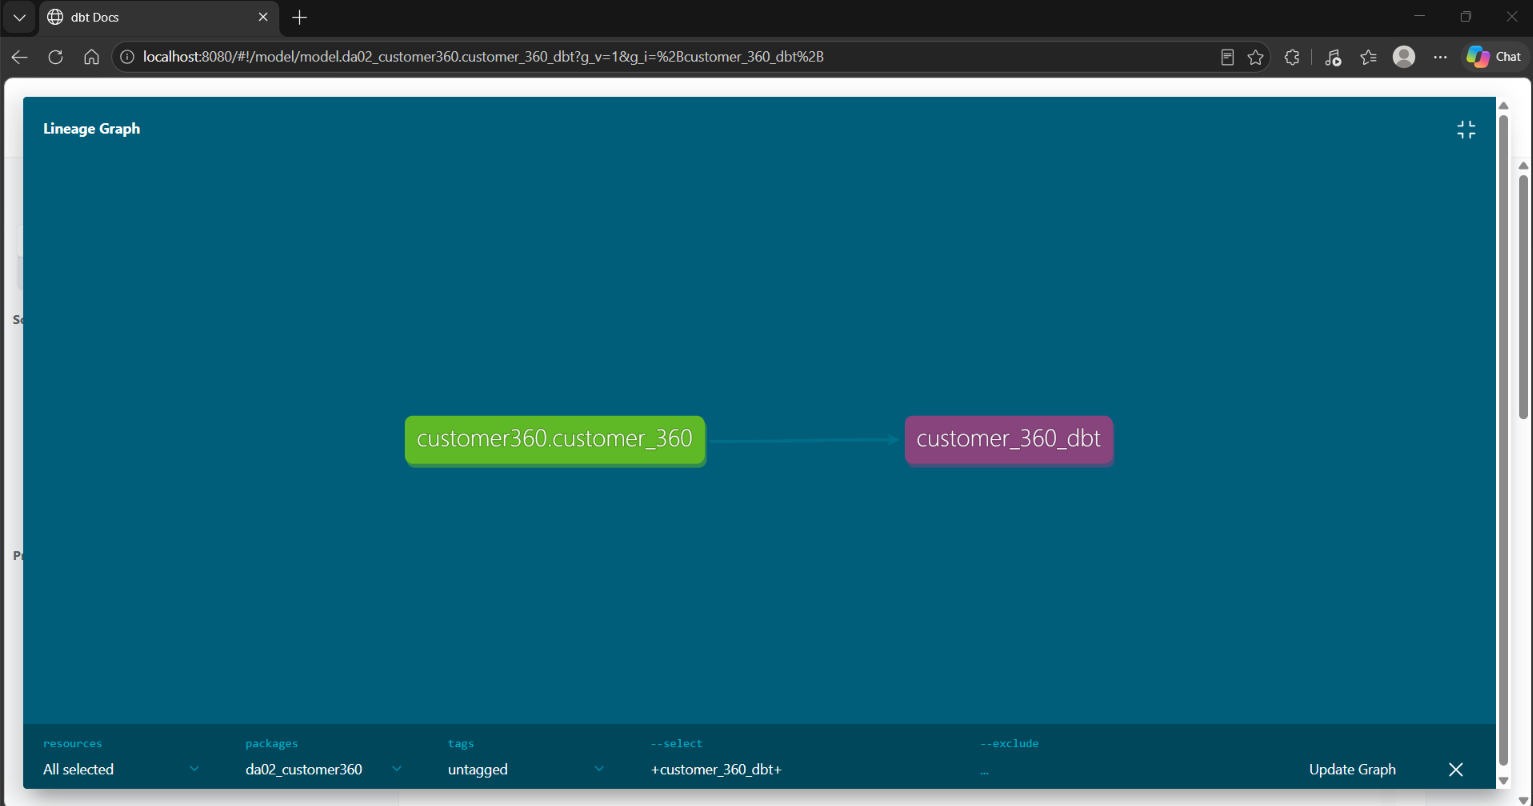 dbt Docs
localhost:8080/#!/model/model.da02_customer360.customer_360_dbt?g_v=1&g_i=%2Bcustomer_360_dbt%2B
Chat
Lineage Graph
customer360.customer_360
customer_360_dbt
resources
packages
tags
--select
--exclude
All selected
da02_customer360
untagged
+customer_360_dbt+
...
Update Graph